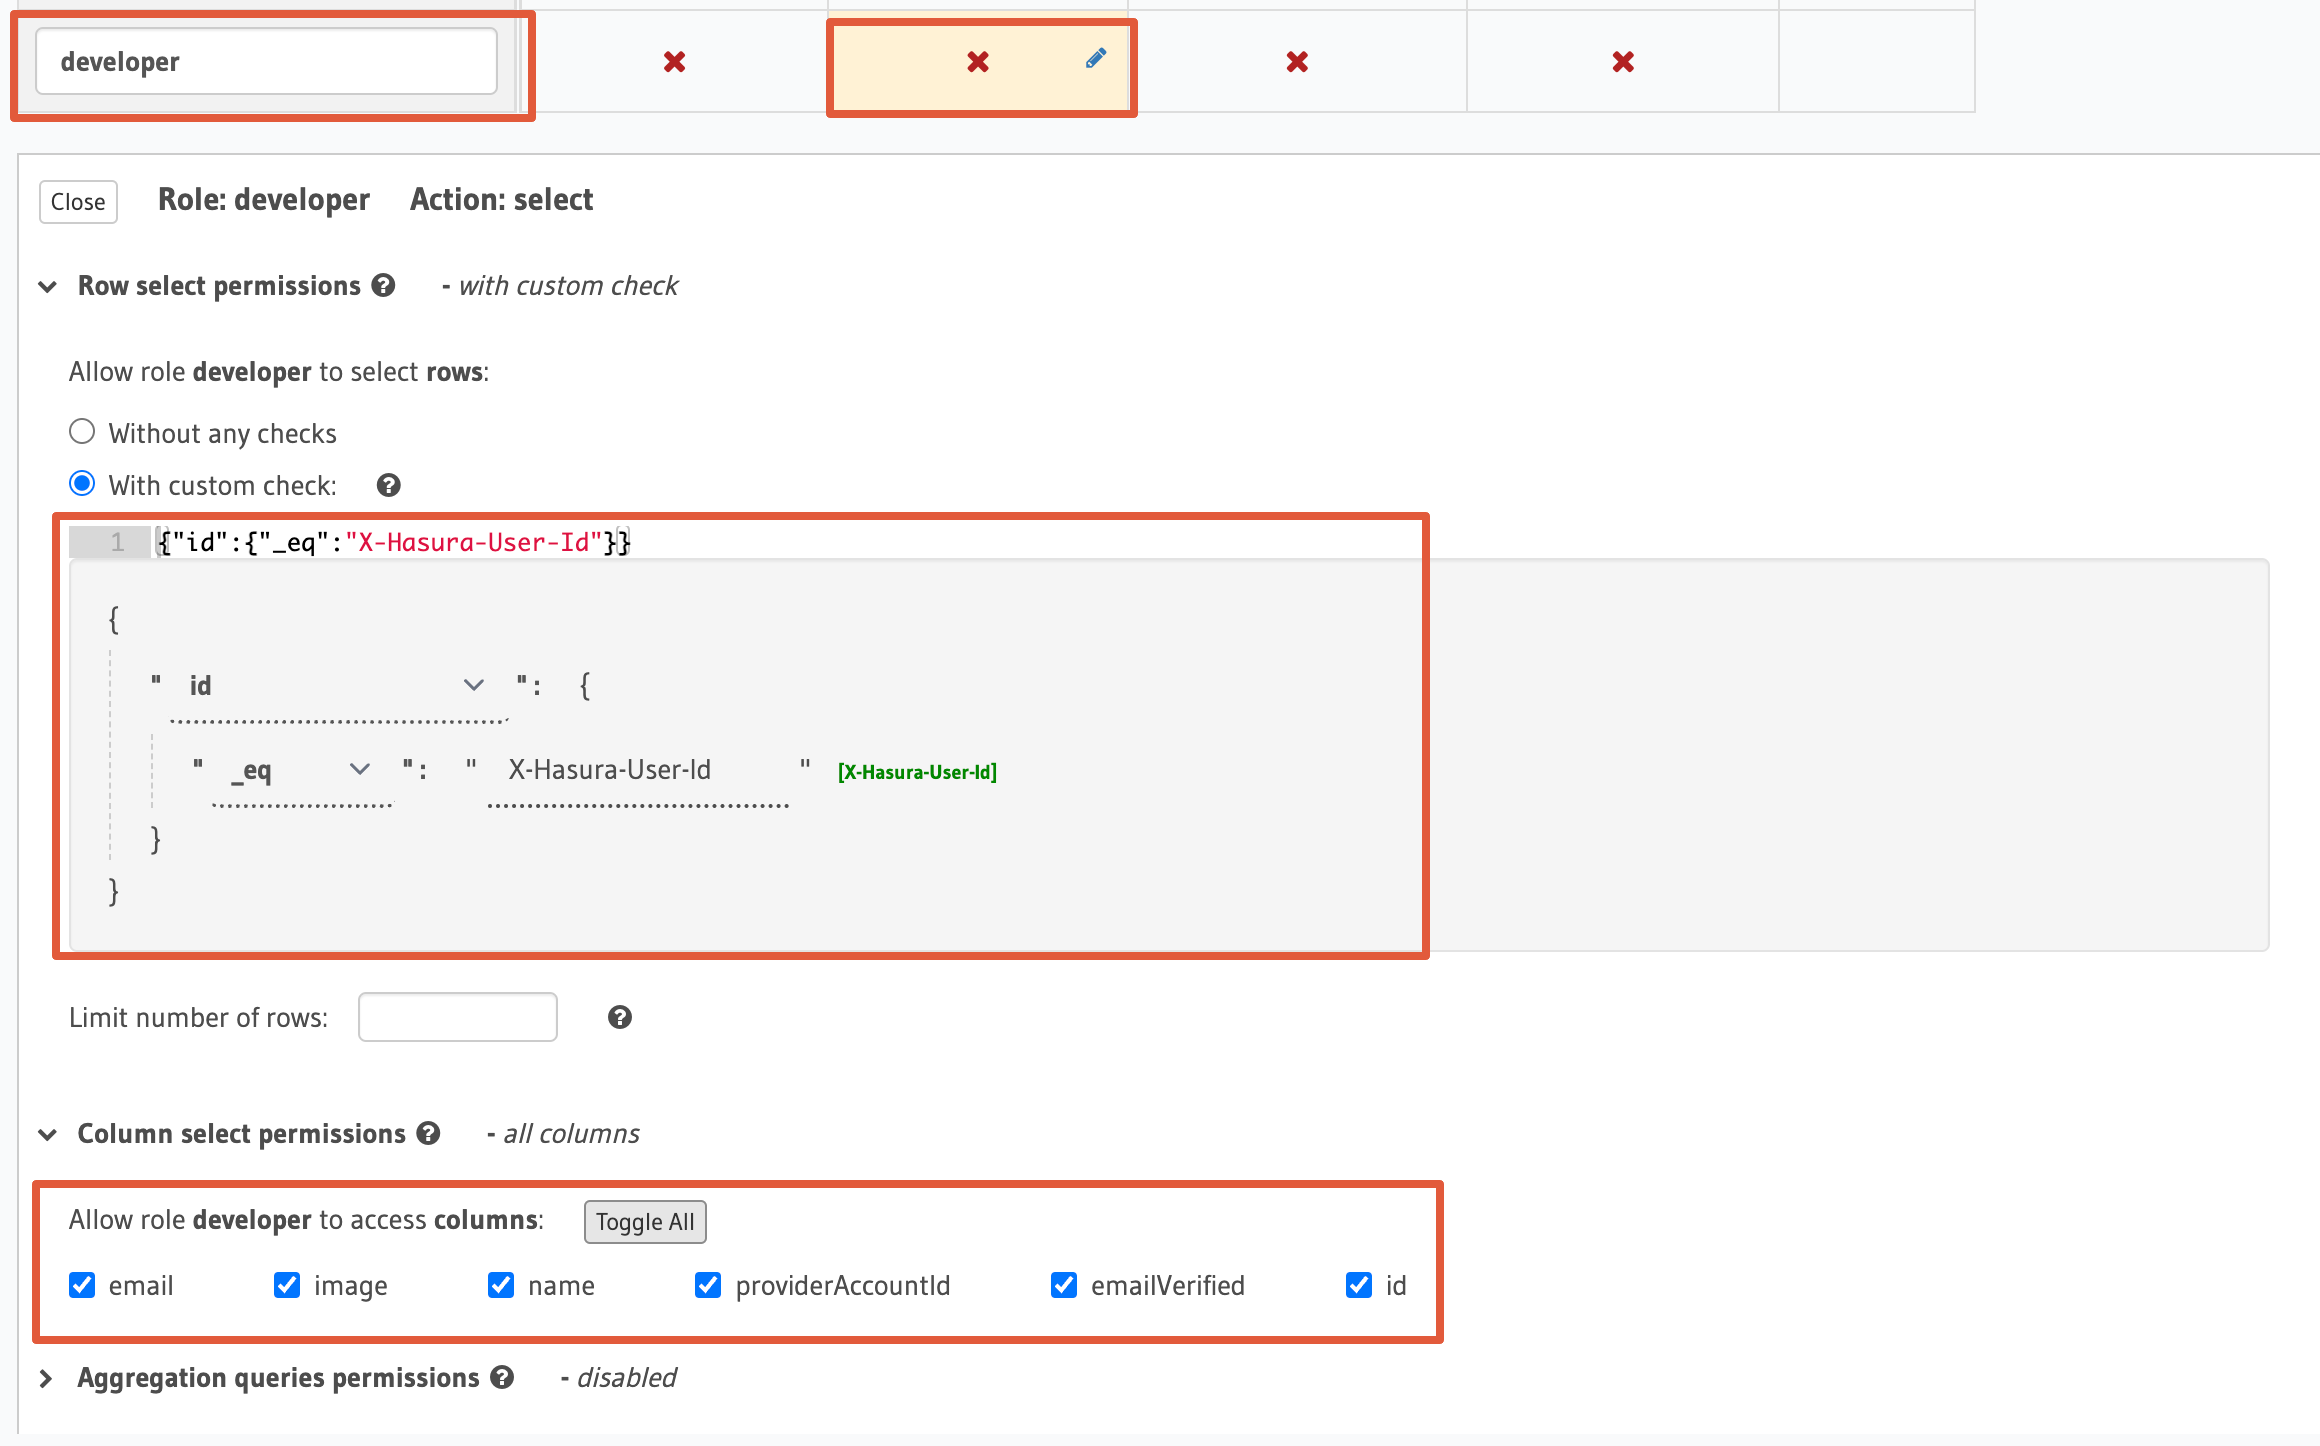 developer
Close Role: developer Action: select
Row select permissions - with custom check
Allow role developer to select rows:
Without any checks
With custom check:
1 {"id":{"_eq":"X-Hasura-User-Id"}}
{
" id ": {
" _eq ": " X-Hasura-User-Id " [X-Hasura-User-Id]
}
}
Limit number of rows:
Column select permissions - all columns
Allow role developer to access columns: Toggle All
email image name providerAccountId emailVerified id
Aggregation queries permissions - disabled